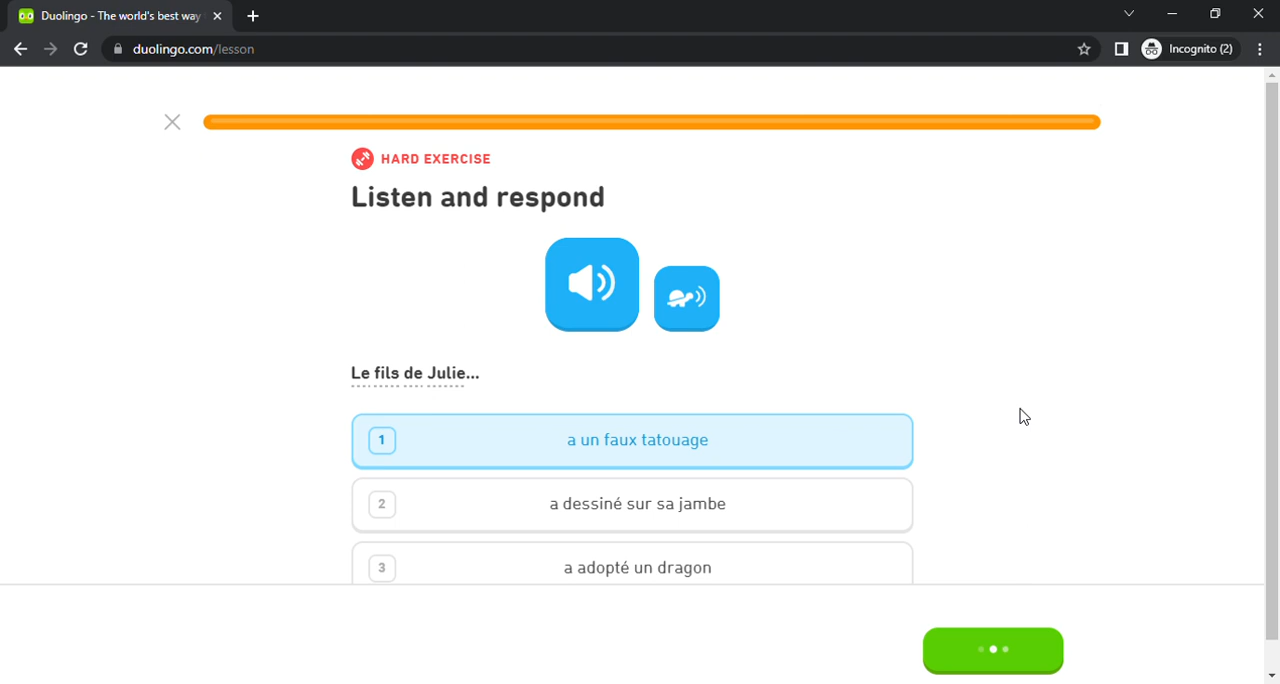 Duolingo - The world's best way
duolingo.com/lesson
Incognito (2)
HARD EXERCISE
Listen and respond
Le fils de Julie...
1 a un faux tatouage
2 a dessiné sur sa jambe
3 a adopté un dragon